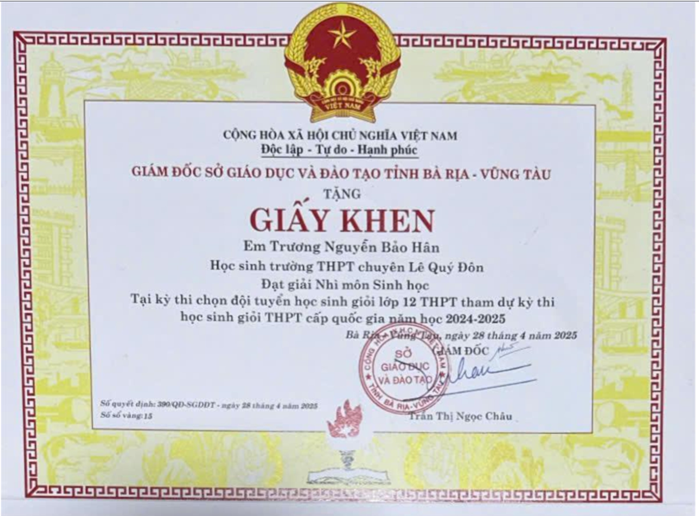 VIỆT NAM
CỘNG HÒA XÃ HỘI CHỦ NGHĨA VIỆT NAM
Độc lập - Tự do - Hạnh phúc
GIÁM ĐỐC SỞ GIÁO DỤC VÀ ĐÀO TẠO TỈNH BÀ RỊA - VŨNG TÀU
TẶNG
GIẤY KHEN
Em Trương Nguyễn Bảo Hân
Học sinh trường THPT chuyên Lê Quý Đôn
Đạt giải Nhì môn Sinh học
Tại kỳ thi chọn đội tuyển học sinh giỏi lớp 12 THPT tham dự kỳ thi
học sinh giỏi THPT cấp quốc gia năm học 2024-2025
Bà Rịa - Vũng Tàu, ngày 28 tháng 4 năm 2025
GIÁM ĐỐC
SỞ
GIÁO DỤC
VÀ ĐÀO TẠO
TỈNH BÀ RỊA-VŨNG TÀU
Số quyết định: 390/QĐ-SGDĐT - ngày 28 tháng 4 năm 2025
Số sổ vàng: 15
Trần Thị Ngọc Châu